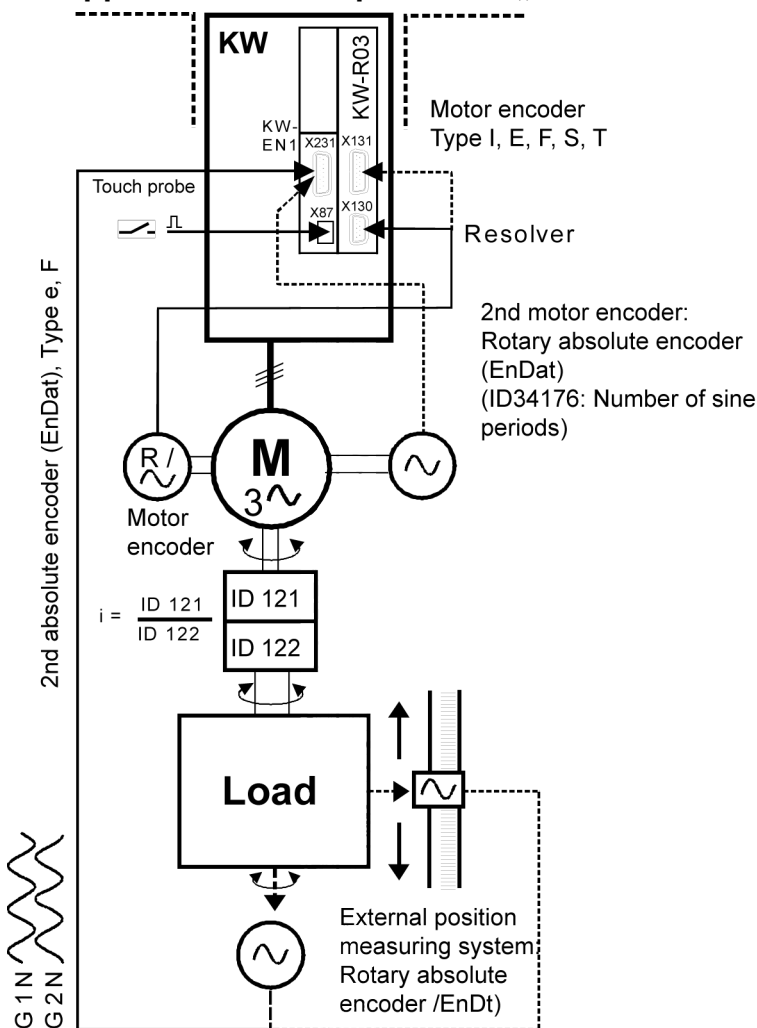 KW
KW-R03
KW-
EN1
X231
X131
X87
X130
Motor encoder
Type I, E, F, S, T
Touch probe
Resolver
2nd absolute encoder (EnDat), Type e, F
2nd motor encoder:
Rotary absolute encoder
(EnDat)
(ID34176: Number of sine
periods)
R /
M
3
Motor
encoder
i =
ID 121
ID 122
ID 121
ID 122
Load
External position
measuring system.
Rotary absolute
encoder /EnDt)
G1N
G2N